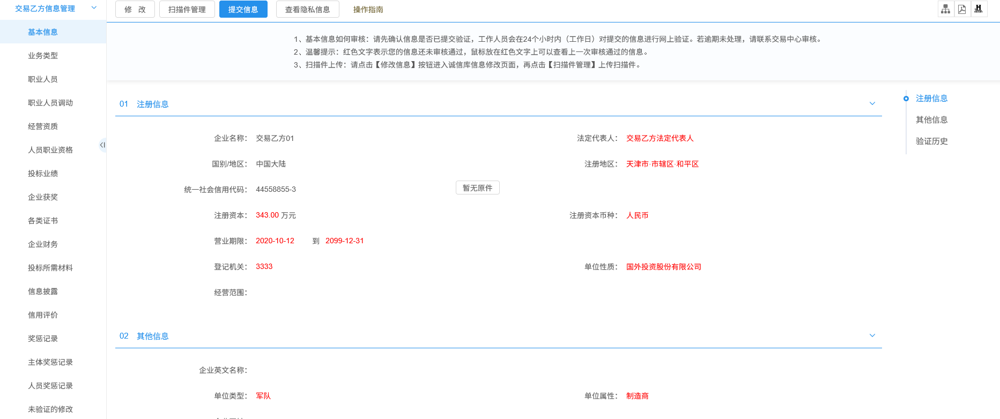 交易乙方信息管理
基本信息
业务类型
职业人员
职业人员调动
经营资质
人员职业资格
投标业绩
企业获奖
各类证书
企业财务
投标所需材料
信息披露
信用评价
奖惩记录
主体奖惩记录
人员奖惩记录
未验证的修改
修 改 扫描件管理 提交信息 查看隐私信息 操作指南
1、基本信息如何审核：请先确认信息是否已提交验证，工作人员会在24个小时内（工作日）对提交的信息进行网上验证。若逾期未处理，请联系交易中心审核。
2、温馨提示：红色文字表示您的信息还未审核通过，鼠标放在红色文字上可以查看上一次审核通过的信息。
3、扫描件上传：请点击【修改信息】按钮进入诚信库信息修改页面，再点击【扫描件管理】上传扫描件。
01 注册信息
企业名称： 交易乙方01 法定代表人： 交易乙方法定代表人
国别/地区： 中国大陆 注册地区： 天津市·市辖区·和平区
统一社会信用代码： 44558855-3 暂无原件
注册资本： 343.00 万元 注册资本币种： 人民币
营业期限： 2020-10-12 到 2099-12-31
登记机关： 3333 单位性质： 国外投资股份有限公司
经营范围：
02 其他信息
企业英文名称：
单位类型： 军队 单位属性： 制造商
注册信息
其他信息
验证历史